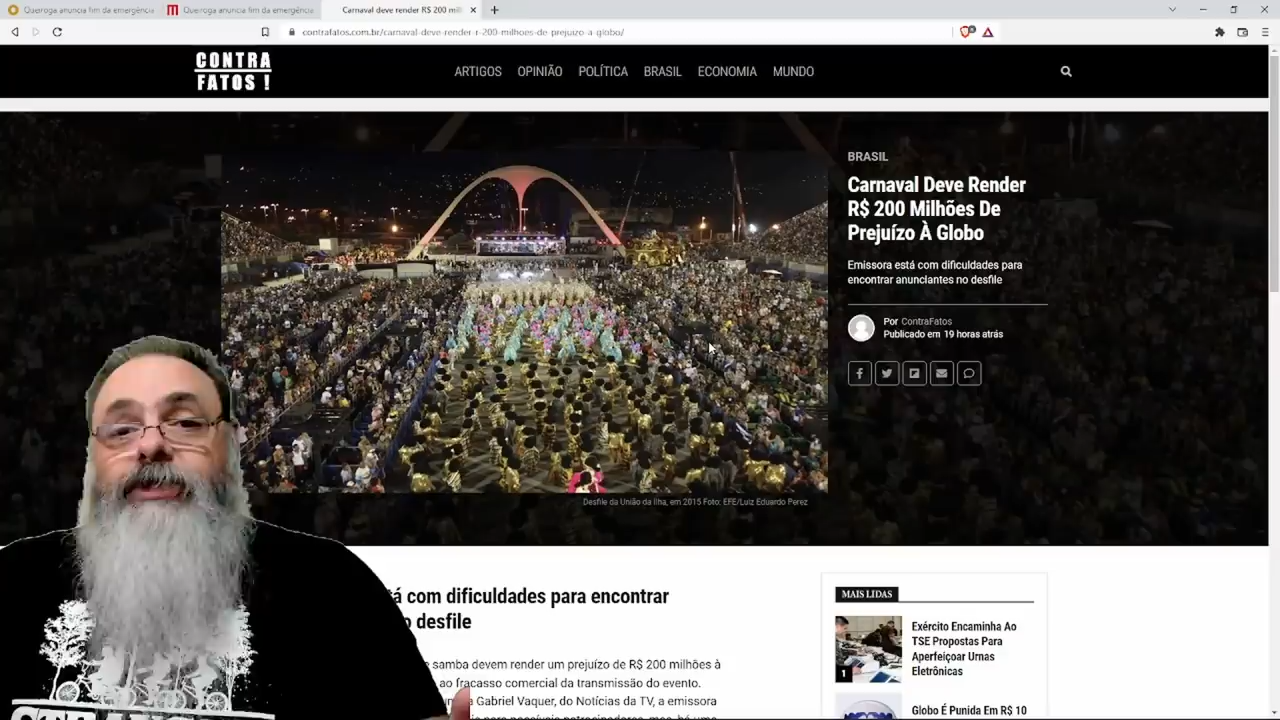 Queiroga anuncia fim da emergência
Queiroga anuncia fim da emergência
Carnaval deve render R$ 200 mil
contrafatos.com.br/carnaval-deve-render-r-200-milhoes-de-prejuizo-a-globo/
CONTRA
FATOS !
ARTIGOS OPINIÃO POLÍTICA BRASIL ECONOMIA MUNDO
BRASIL
Carnaval Deve Render
R$ 200 Milhões De
Prejuízo À Globo
Emissora está com dificuldades para
encontrar anunciantes no desfile
Por ContraFatos
Publicado em 19 horas atrás
Desfile da União da Ilha, em 2015 Foto: EFE/Luiz Eduardo Perez
á com dificuldades para encontrar
desfile
samba devem render um prejuízo de R$ 200 milhões à
ao fracasso comercial da transmissão do evento.
Gabriel Vaquer, do Notícias da TV, a emissora
MAIS LIDAS
Exército Encaminha Ao
TSE Propostas Para
Aperfeiçoar Urnas
Eletrônicas
1
Globo É Punida Em R$ 10